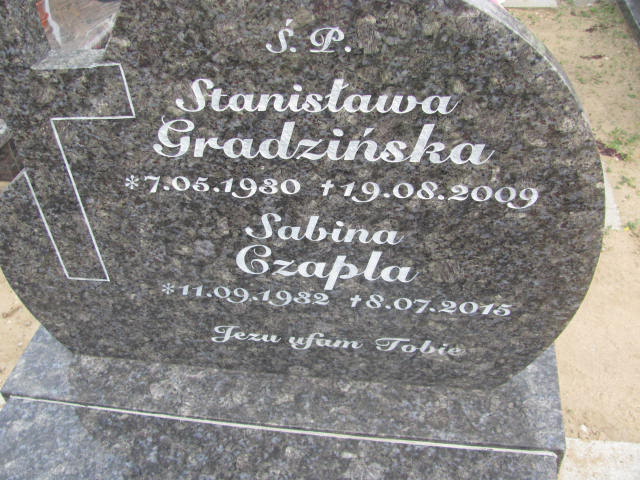 Ś.P.
Stanisława
Gradzińska
*7.05.1930 †19.08.2009
Sabina
Czapla
*11.09.1932 †8.07.2015
Jezu ufam Tobie